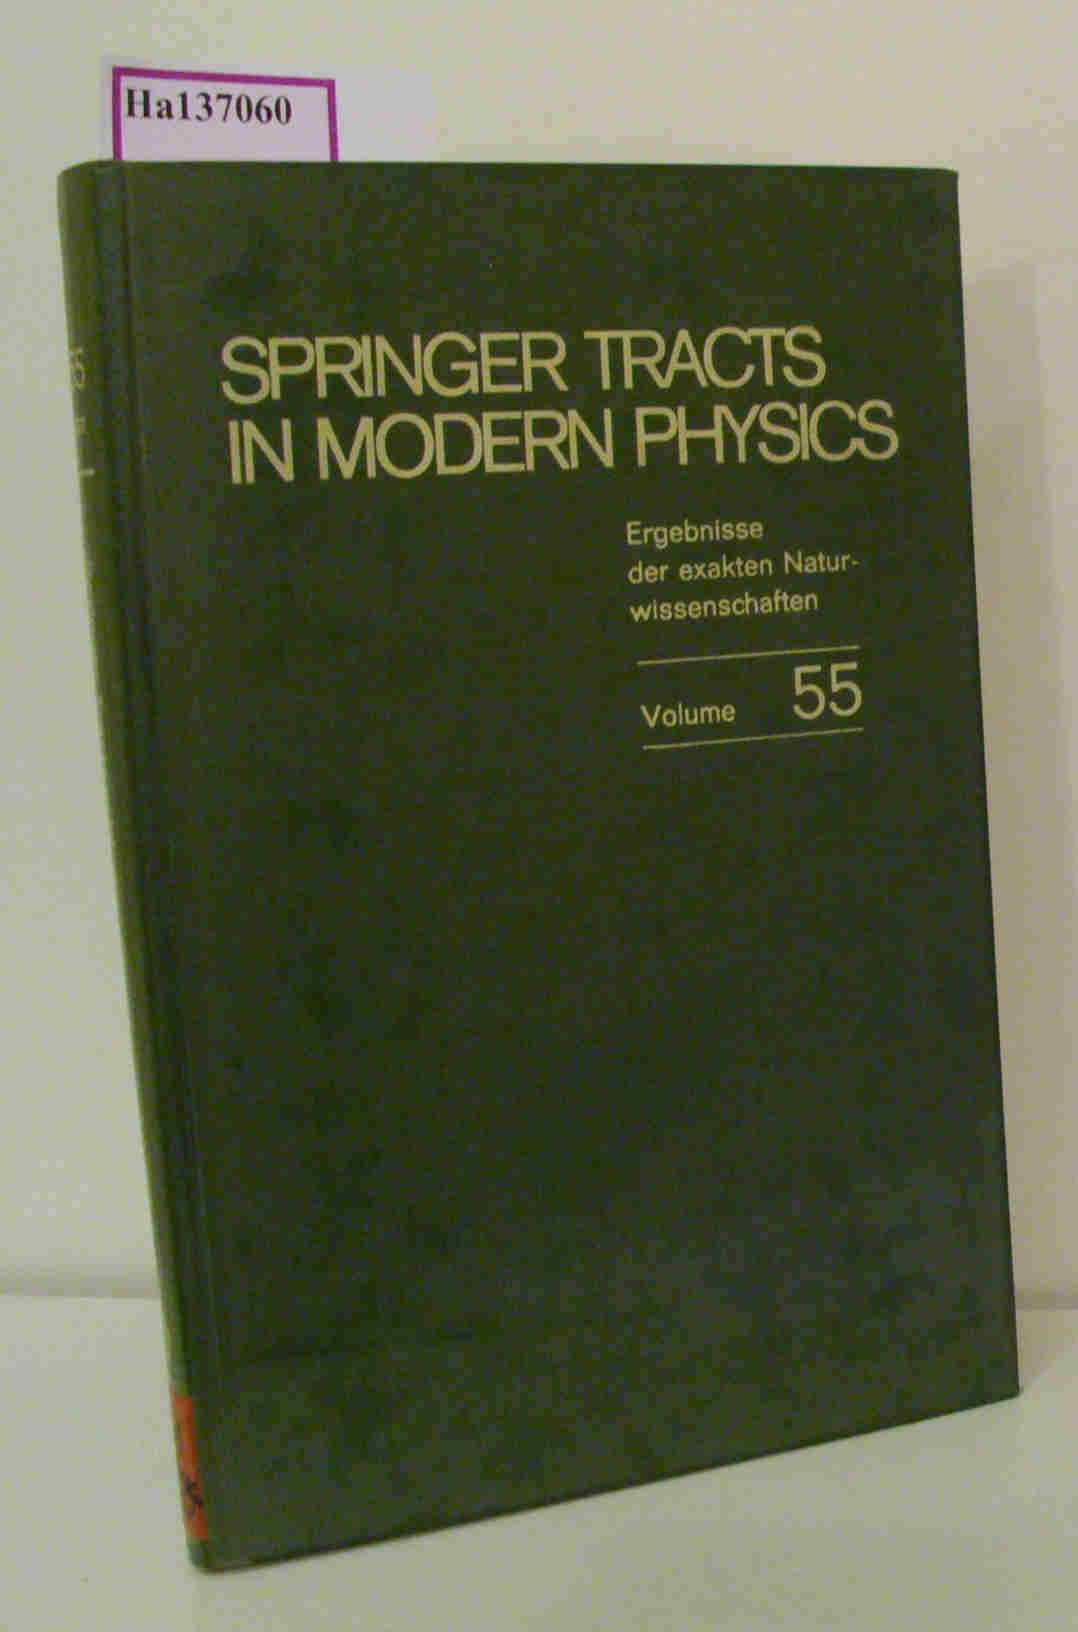 Ha137060
SPRINGER TRACTS
IN MODERN PHYSICS
Ergebnisse
der exakten Natur-
wissenschaften
Volume 55